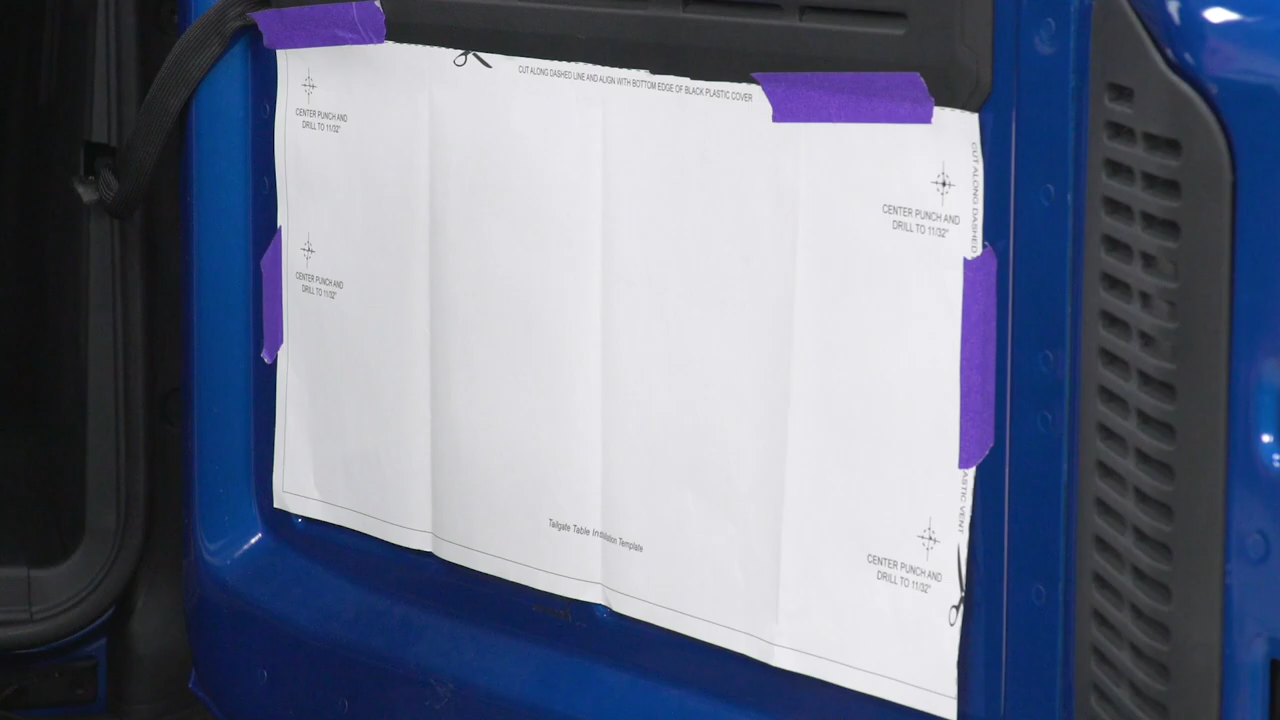 CUT ALONG DASHED LINE AND ALIGN WITH BOTTOM EDGE OF BLACK PLASTIC COVER
CENTER PUNCH AND
DRILL TO 11/32"
CUT ALONG DASHED
CENTER PUNCH AND
DRILL TO 11/32"
CENTER PUNCH AND
DRILL TO 11/32"
VENT
Tailgate Table Installation Template
CENTER PUNCH AND
DRILL TO 11/32"